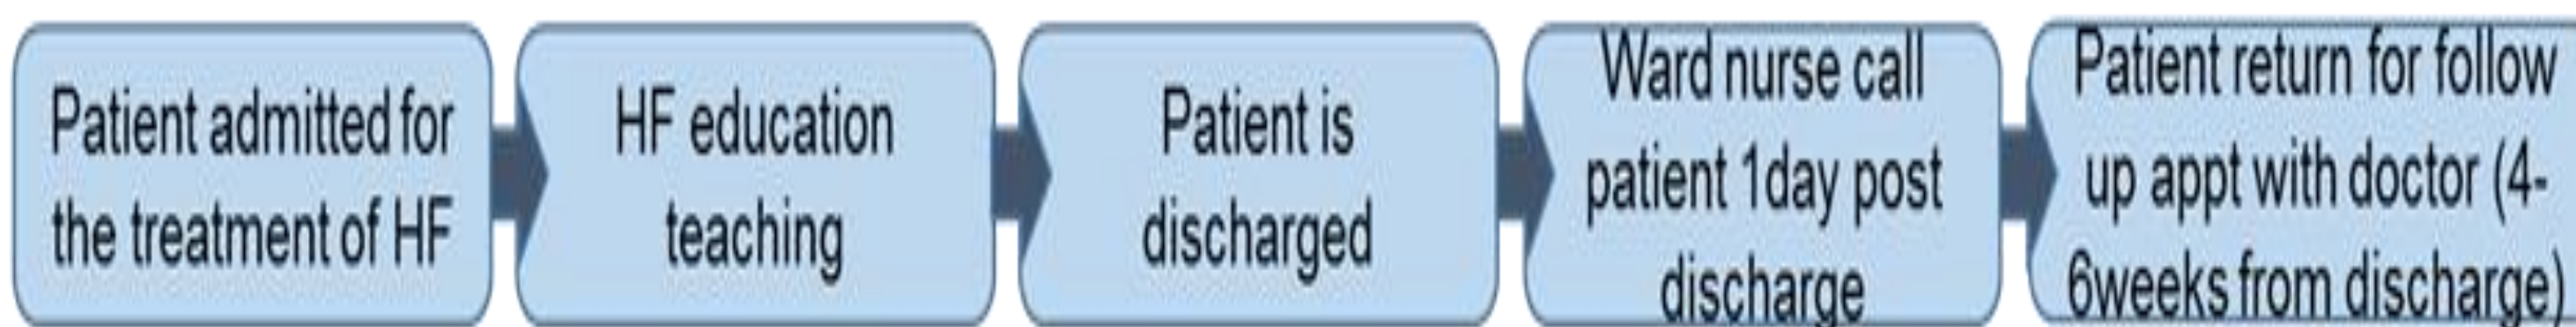 Patient admitted for
the treatment of HF
HF education
teaching
Patient is
discharged
Ward nurse call
patient 1day post
discharge
Patient return for follow
up appt with doctor (4-
6weeks from discharge)